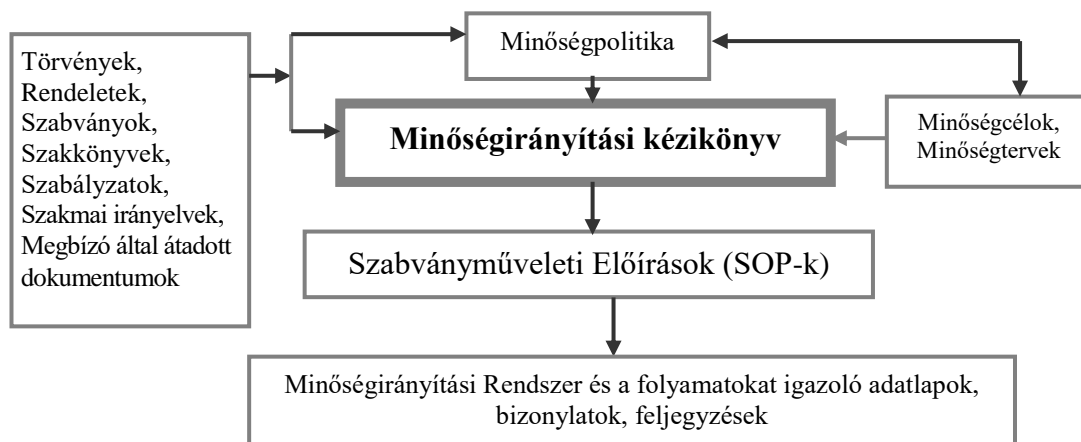 Törvények,
Rendeletek,
Szabványok,
Szakkönyvek,
Szabályzatok,
Szakmai irányelvek,
Megbízó által átadott
dokumentumok
Minőségpolitika
Minőségirányítási kézikönyv
Minőségcélok,
Minőségtervek
Szabványműveleti Előírások (SOP-k)
Minőségirányítási Rendszer és a folyamatokat igazoló adatlapok,
bizonylatok, feljegyzések